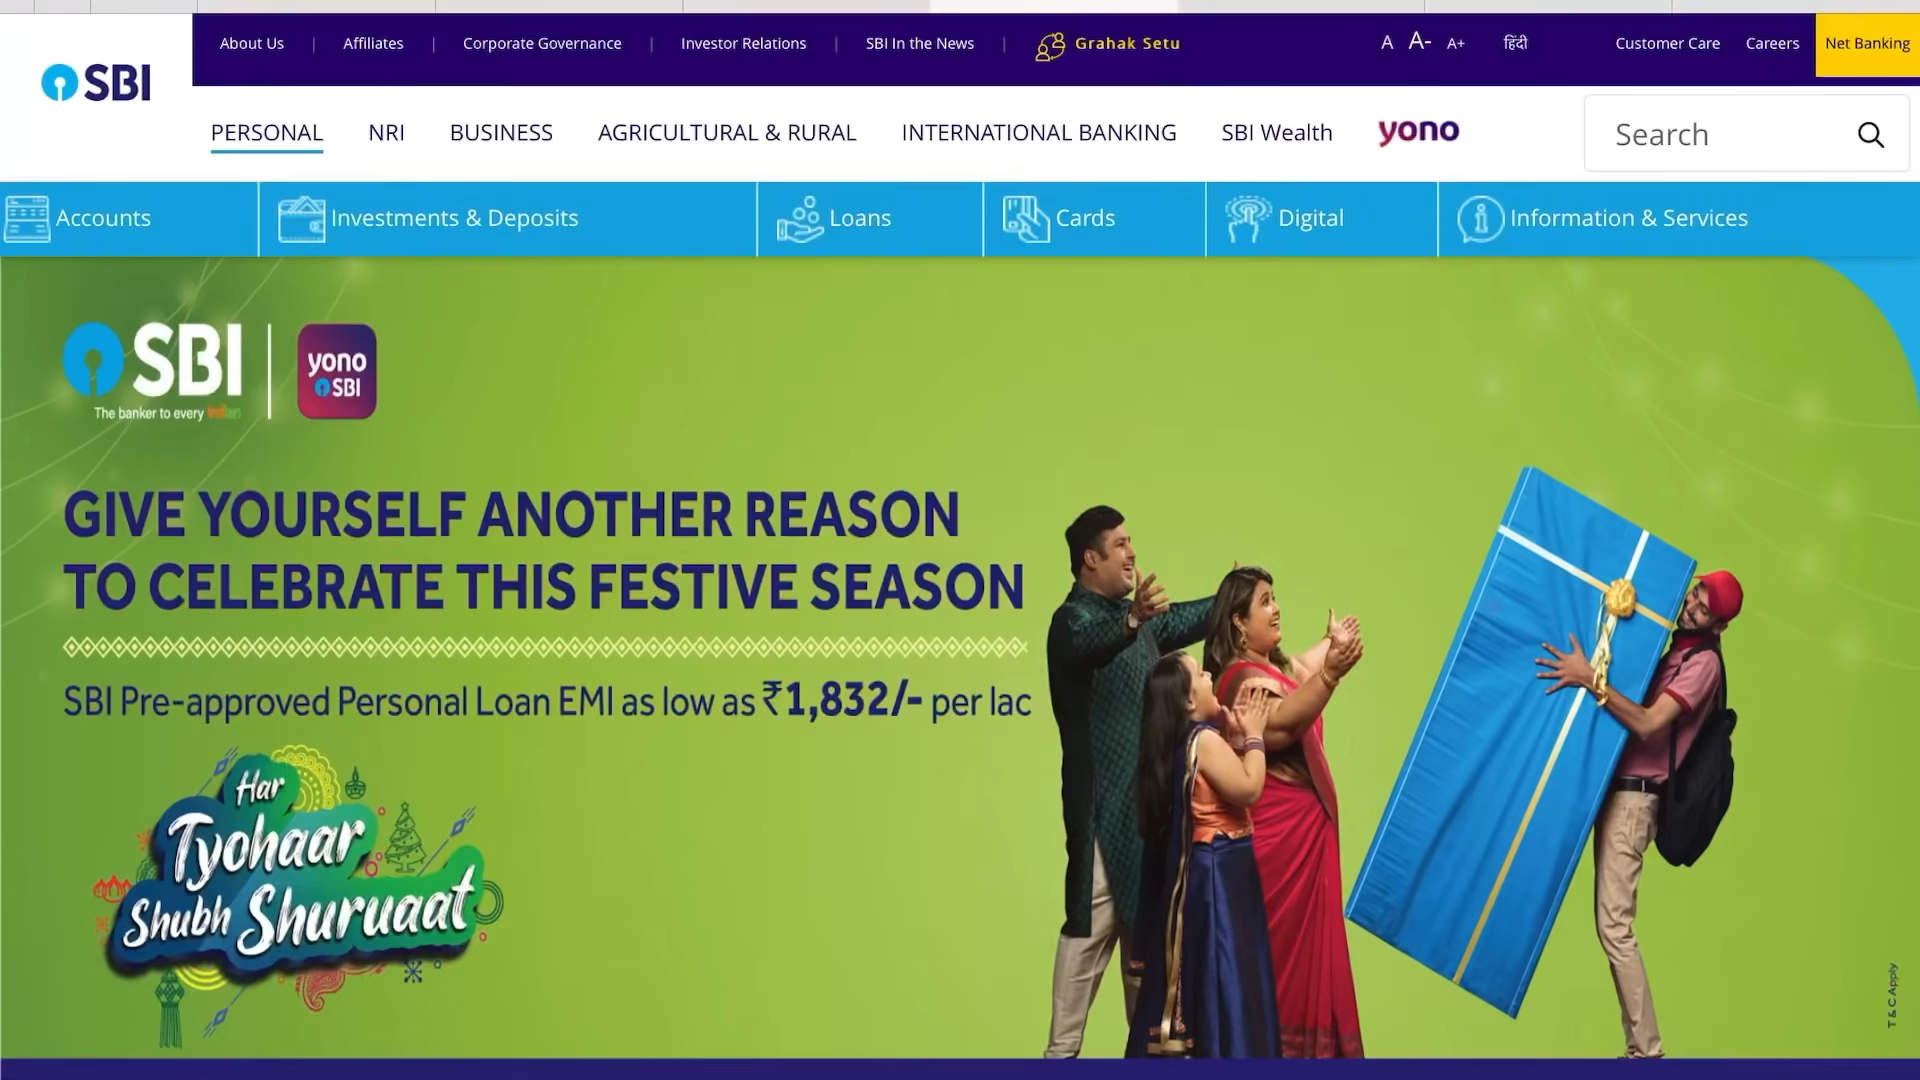 About Us | Affiliates | Corporate Governance | Investor Relations | SBI In the News | Grahak Setu A A- A+ हिंदी Customer Care Careers Net Banking
SBI
PERSONAL NRI BUSINESS AGRICULTURAL & RURAL INTERNATIONAL BANKING SBI Wealth yono Search
Accounts Investments & Deposits Loans Cards Digital Information & Services
SBI
The banker to every indian
yono
SBI
GIVE YOURSELF ANOTHER REASON
TO CELEBRATE THIS FESTIVE SEASON
SBI Pre-approved Personal Loan EMI as low as ₹1,832/- per lac
Har
Tyohaar
Shubh Shuruaat
T & C Apply